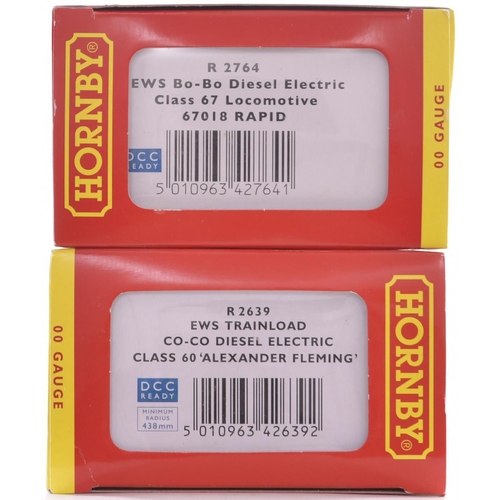 HORNBY®
R 2764
EWS Bo-Bo Diesel Electric
Class 67 Locomotive
67018 RAPID
DCC
READY
5 010963 427641
00 GAUGE
00 GAUGE
R 2639
EWS TRAINLOAD
CO-CO DIESEL ELECTRIC
CLASS 60 'ALEXANDER FLEMING'
DCC
READY
MINIMUM
RADIUS
438mm
5 010963 426392
HORNBY®